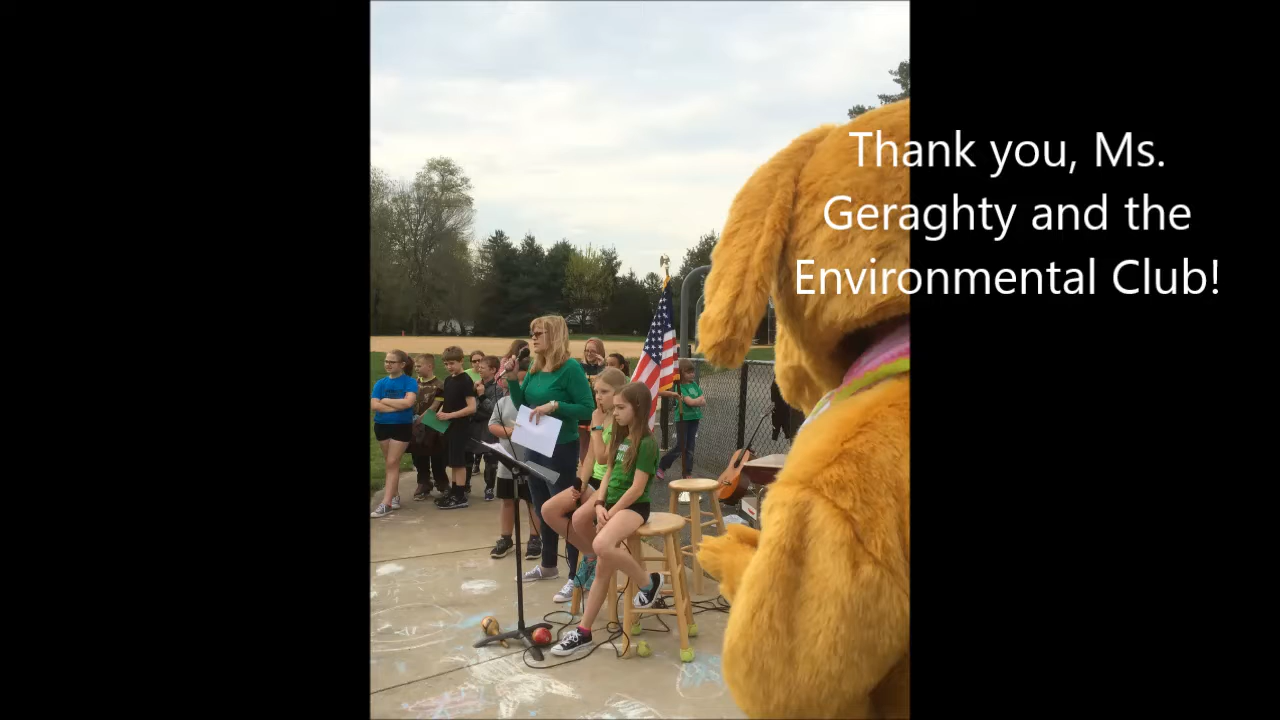 Thank you, Ms.
Geraghty and the
Environmental Club!